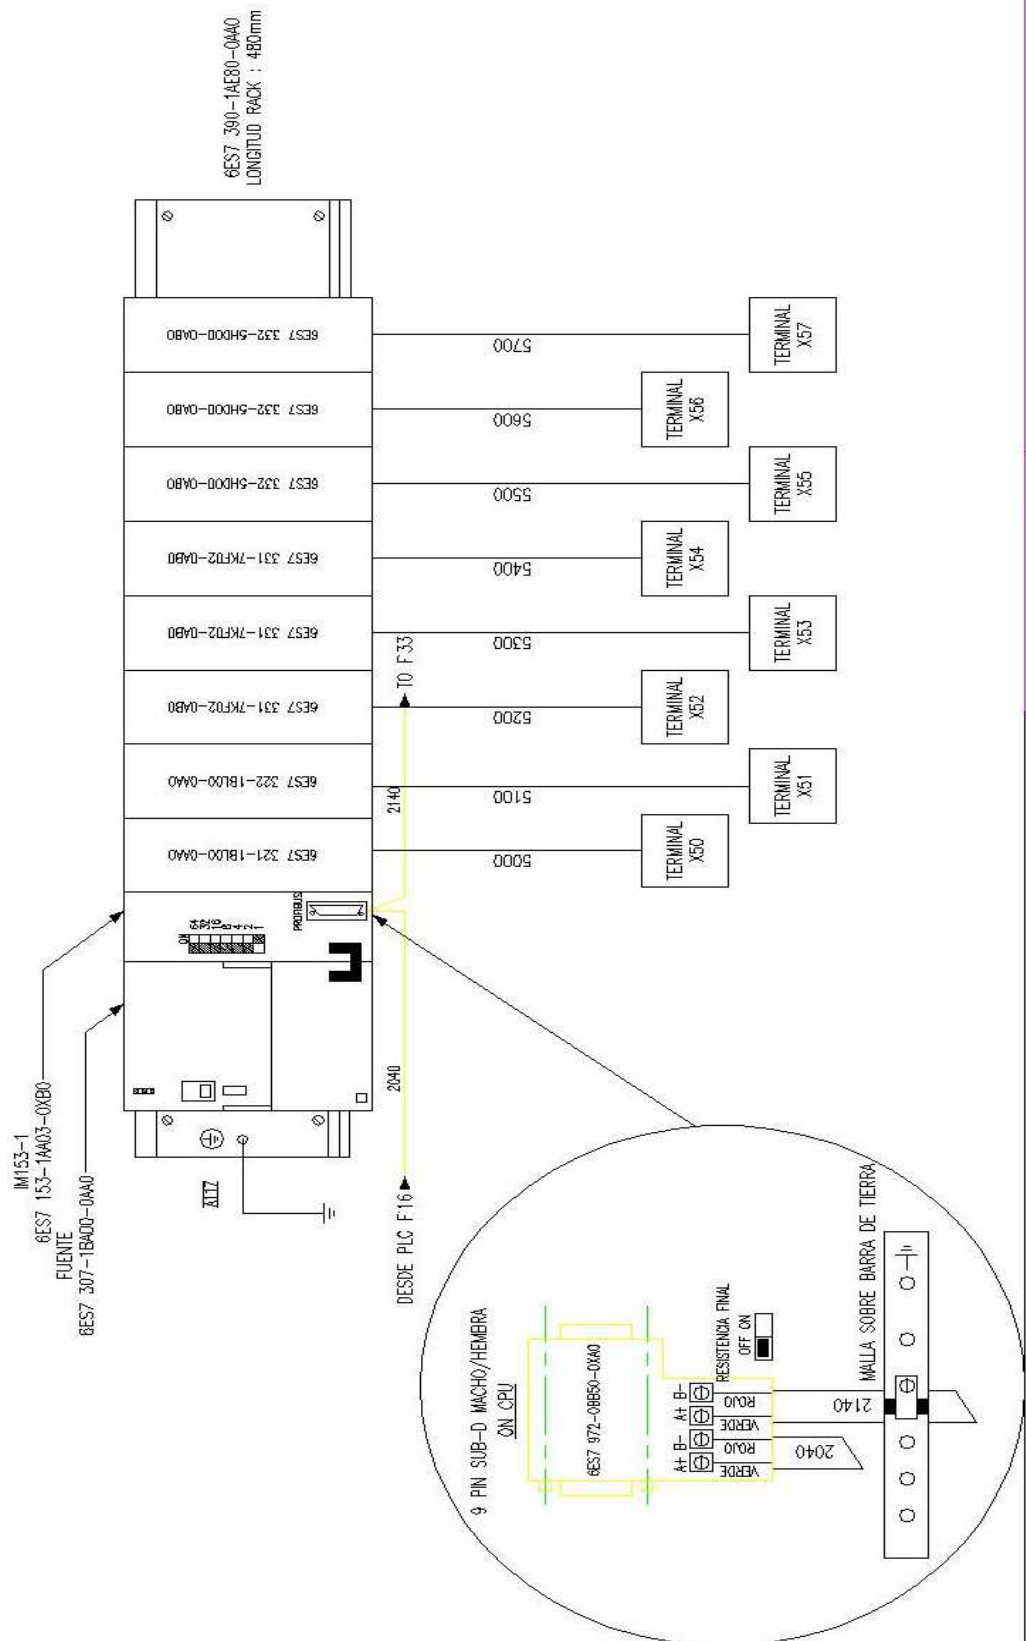 6ES7 390-1AE80-0AA0
LONGITUD RACK : 480mm
IM153-1
6ES7 153-1AA03-0XB0
FUENTE
6ES7 307-1BA00-0AA0
ON
64
32
16
8
4
2
1
PROFIBUS
6ES7 321-1BL00-0AA0
6ES7 322-1BL00-0AA0
6ES7 331-7KF02-0AB0
6ES7 331-7KF02-0AB0
6ES7 331-7KF02-0AB0
6ES7 332-5HD00-0AB0
6ES7 332-5HD00-0AB0
6ES7 332-5HD00-0AB0
A117
DESDE PLC F16
2040
2140
TO F33
5000
5100
5200
5300
5400
5500
5600
5700
TERMINAL
X50
TERMINAL
X51
TERMINAL
X52
TERMINAL
X53
TERMINAL
X54
TERMINAL
X55
TERMINAL
X56
TERMINAL
X57
9 PIN SUB-D MACHO/HEMBRA
ON CPU
6ES7 972-0BB50-0XA0
RESISTENCIA FINAL
OFF ON
A+ B- A+ B-
VERDE
ROJO
VERDE
ROJO
2040
2140
MALLA SOBRE BARRA DE TIERRA